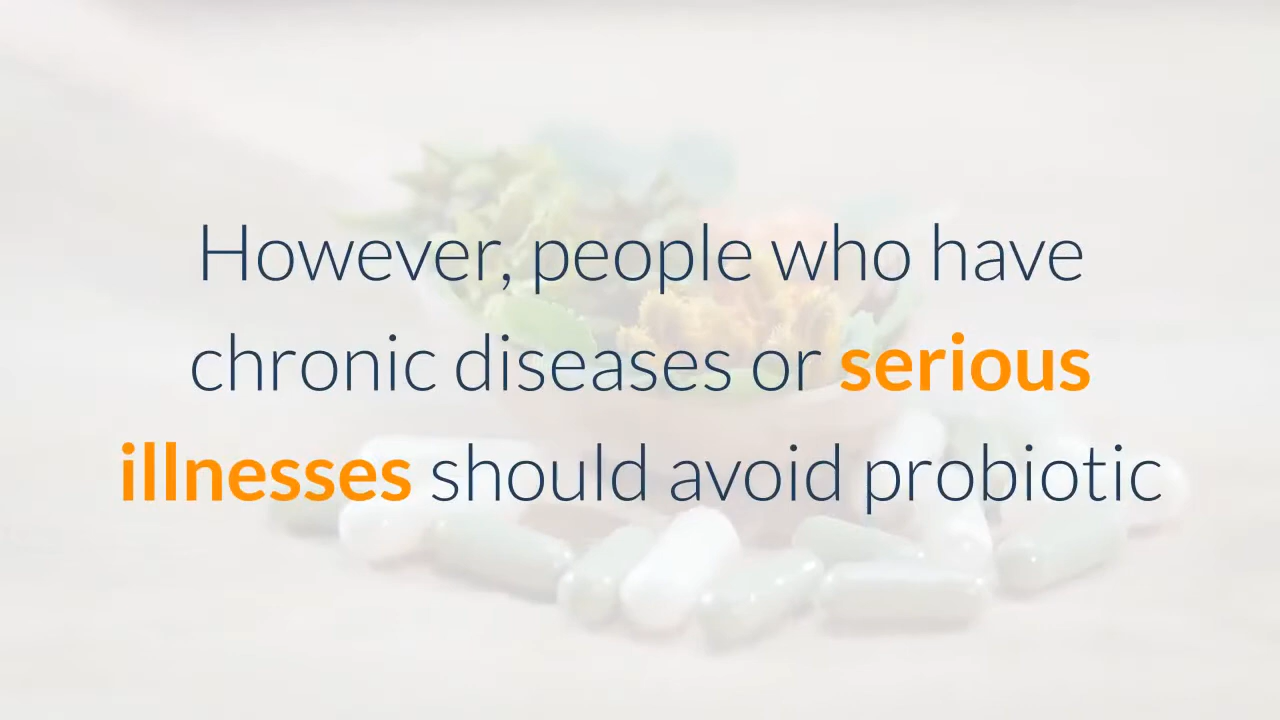 However, people who have
chronic diseases or serious
illnesses should avoid probiotic